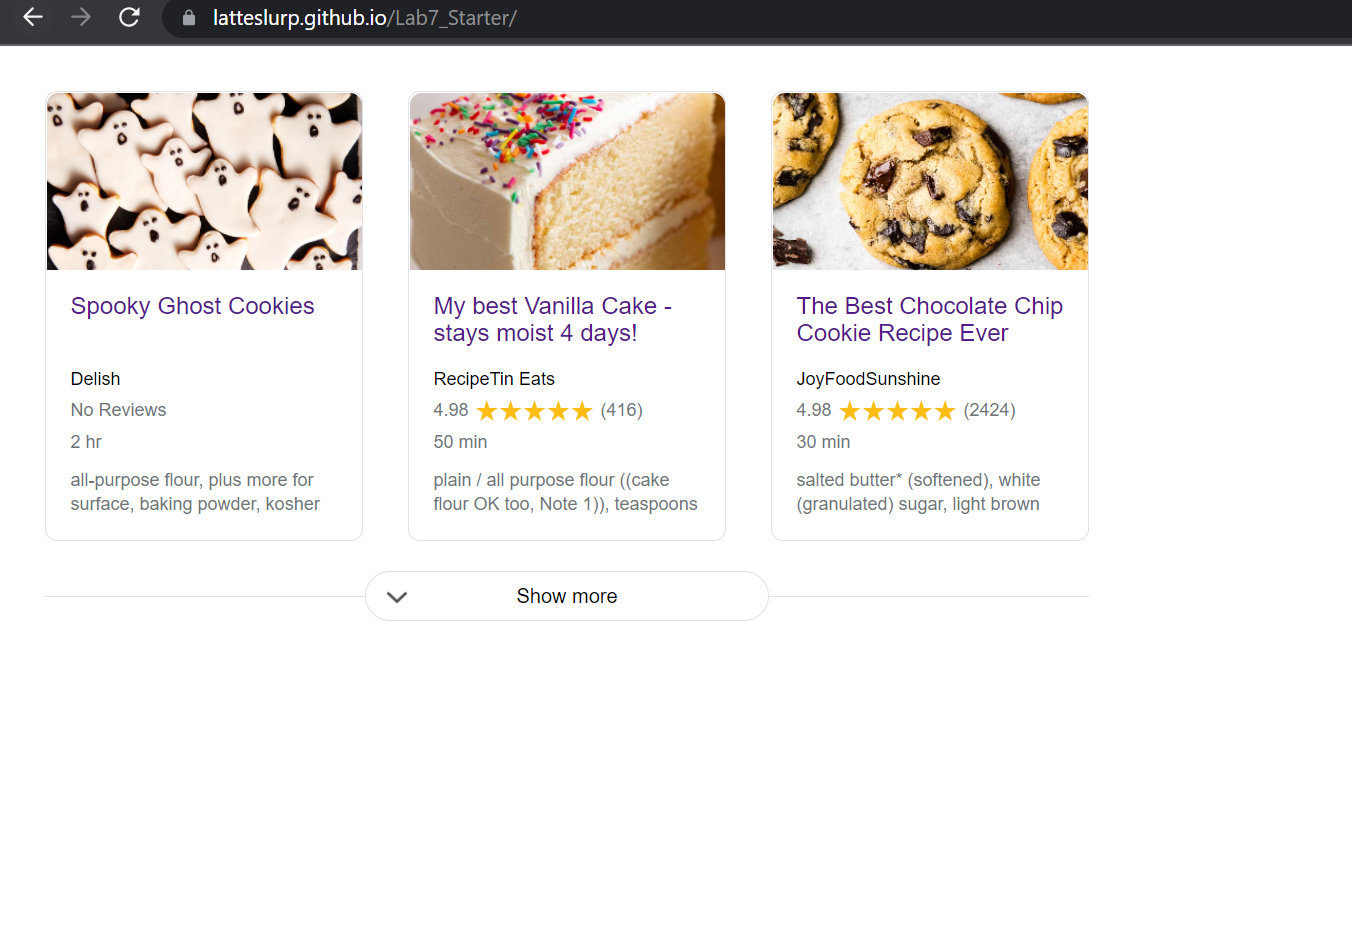 latteslurp.github.io/Lab7_Starter/
Spooky Ghost Cookies
Delish
No Reviews
2 hr
all-purpose flour, plus more for
surface, baking powder, kosher
My best Vanilla Cake -
stays moist 4 days!
RecipeTin Eats
4.98 ★★★★★ (416)
50 min
plain / all purpose flour ((cake
flour OK too, Note 1)), teaspoons
The Best Chocolate Chip
Cookie Recipe Ever
JoyFoodSunshine
4.98 ★★★★★ (2424)
30 min
salted butter* (softened), white
(granulated) sugar, light brown
Show more